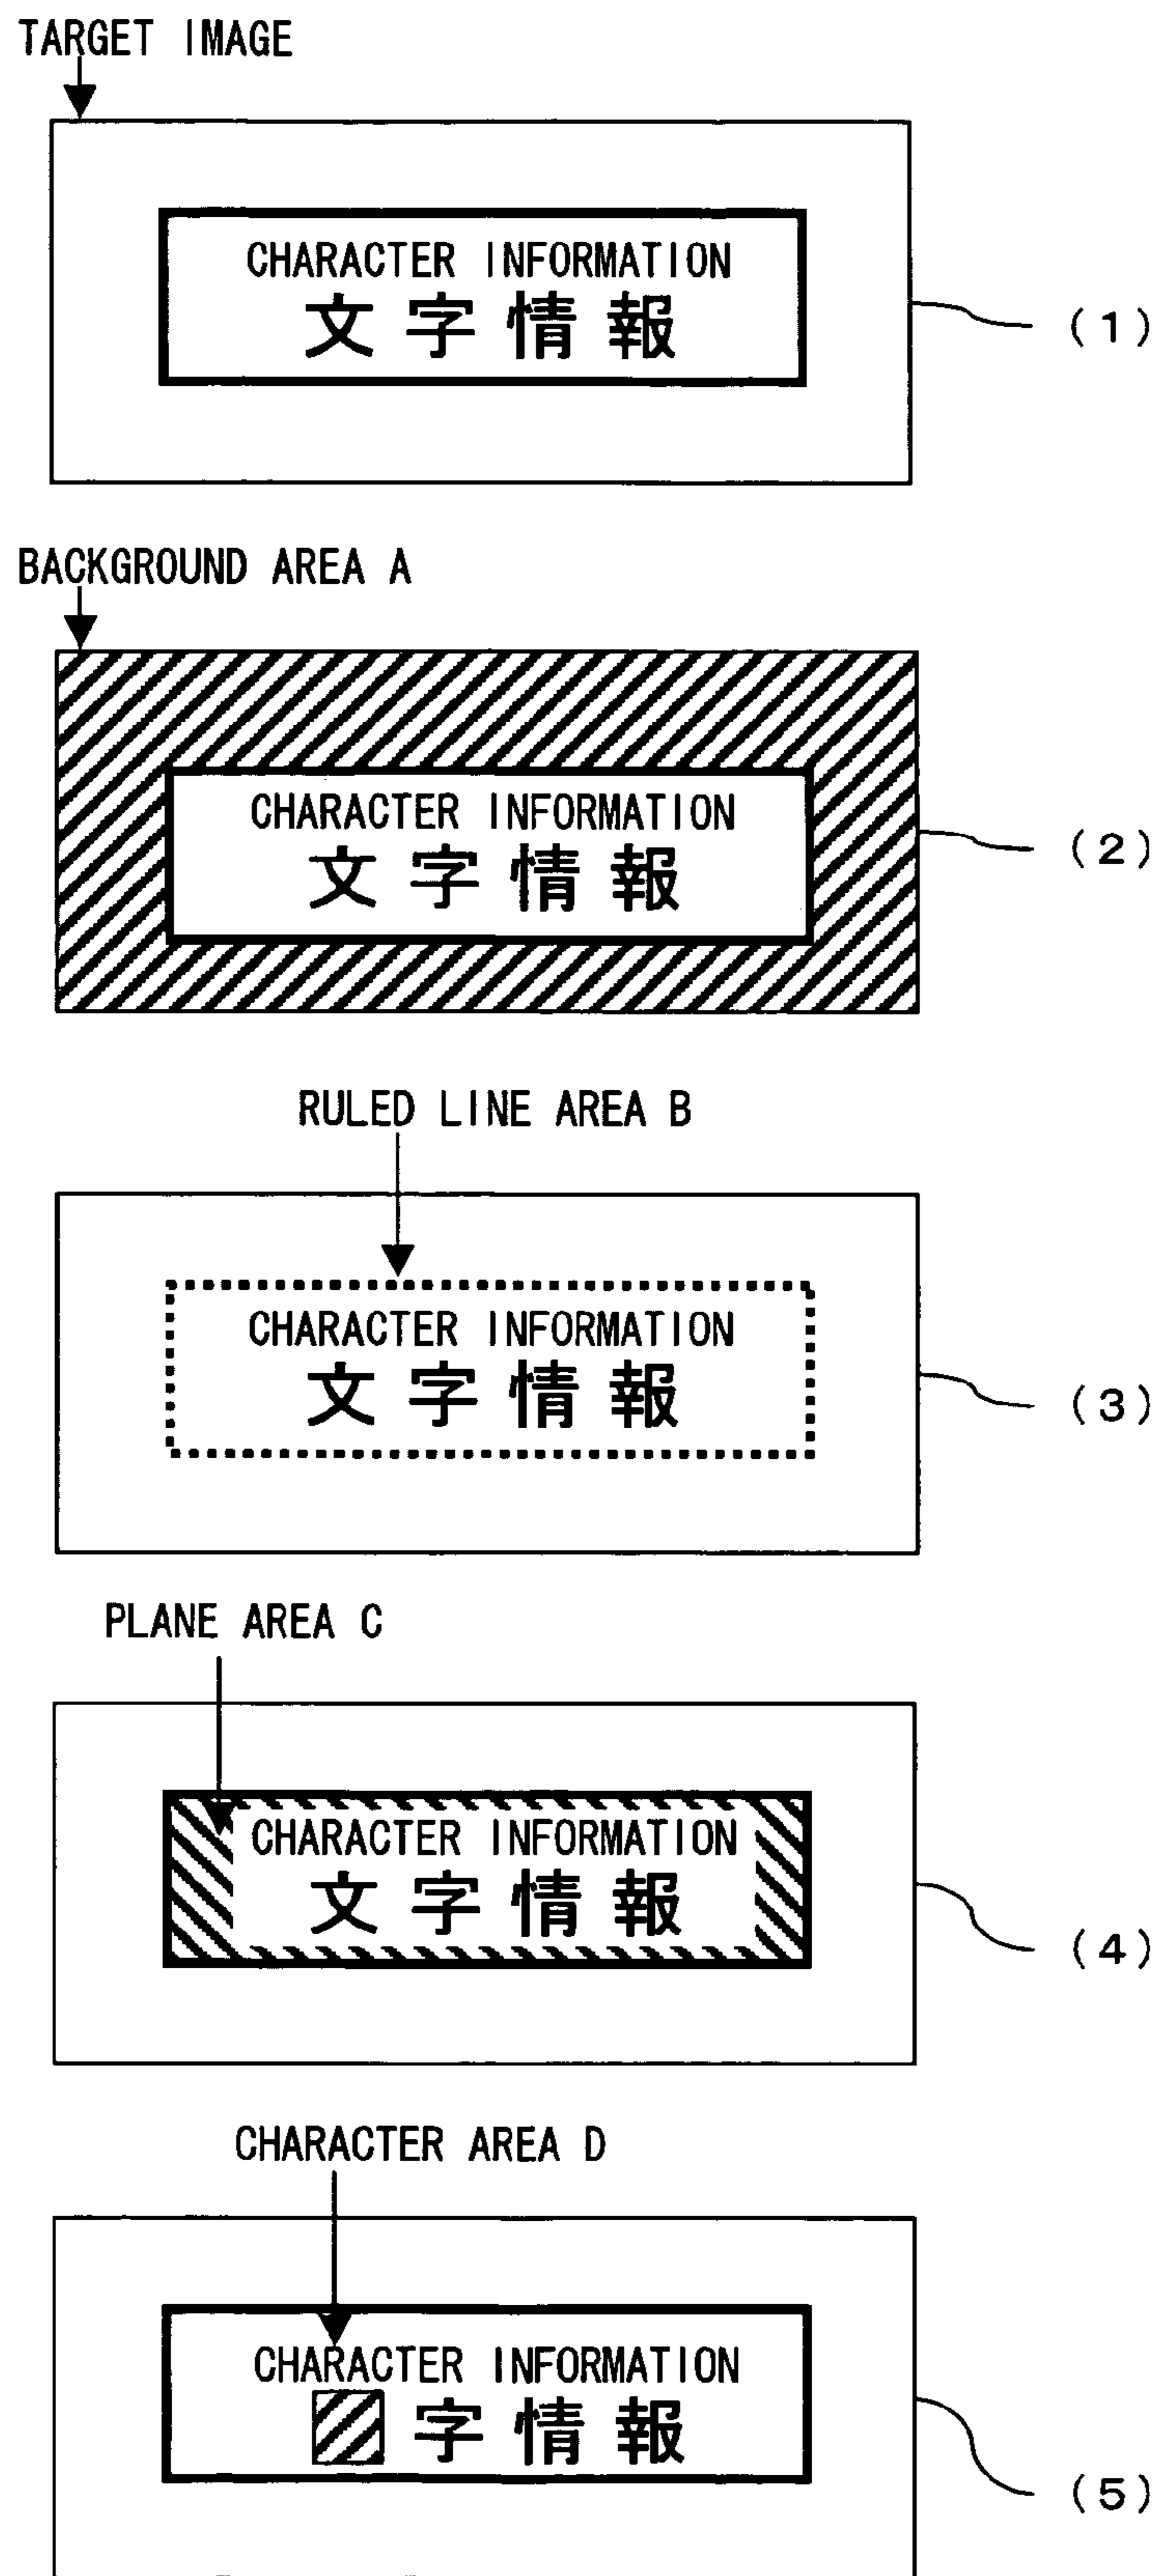 TARGET IMAGE
CHARACTER INFORMATION
文字情報
(1)
BACKGROUND AREA A
CHARACTER INFORMATION
文字情報
(2)
RULED LINE AREA B
CHARACTER INFORMATION
文字情報
(3)
PLANE AREA C
CHARACTER INFORMATION
文字情報
(4)
CHARACTER AREA D
CHARACTER INFORMATION
字情報
(5)